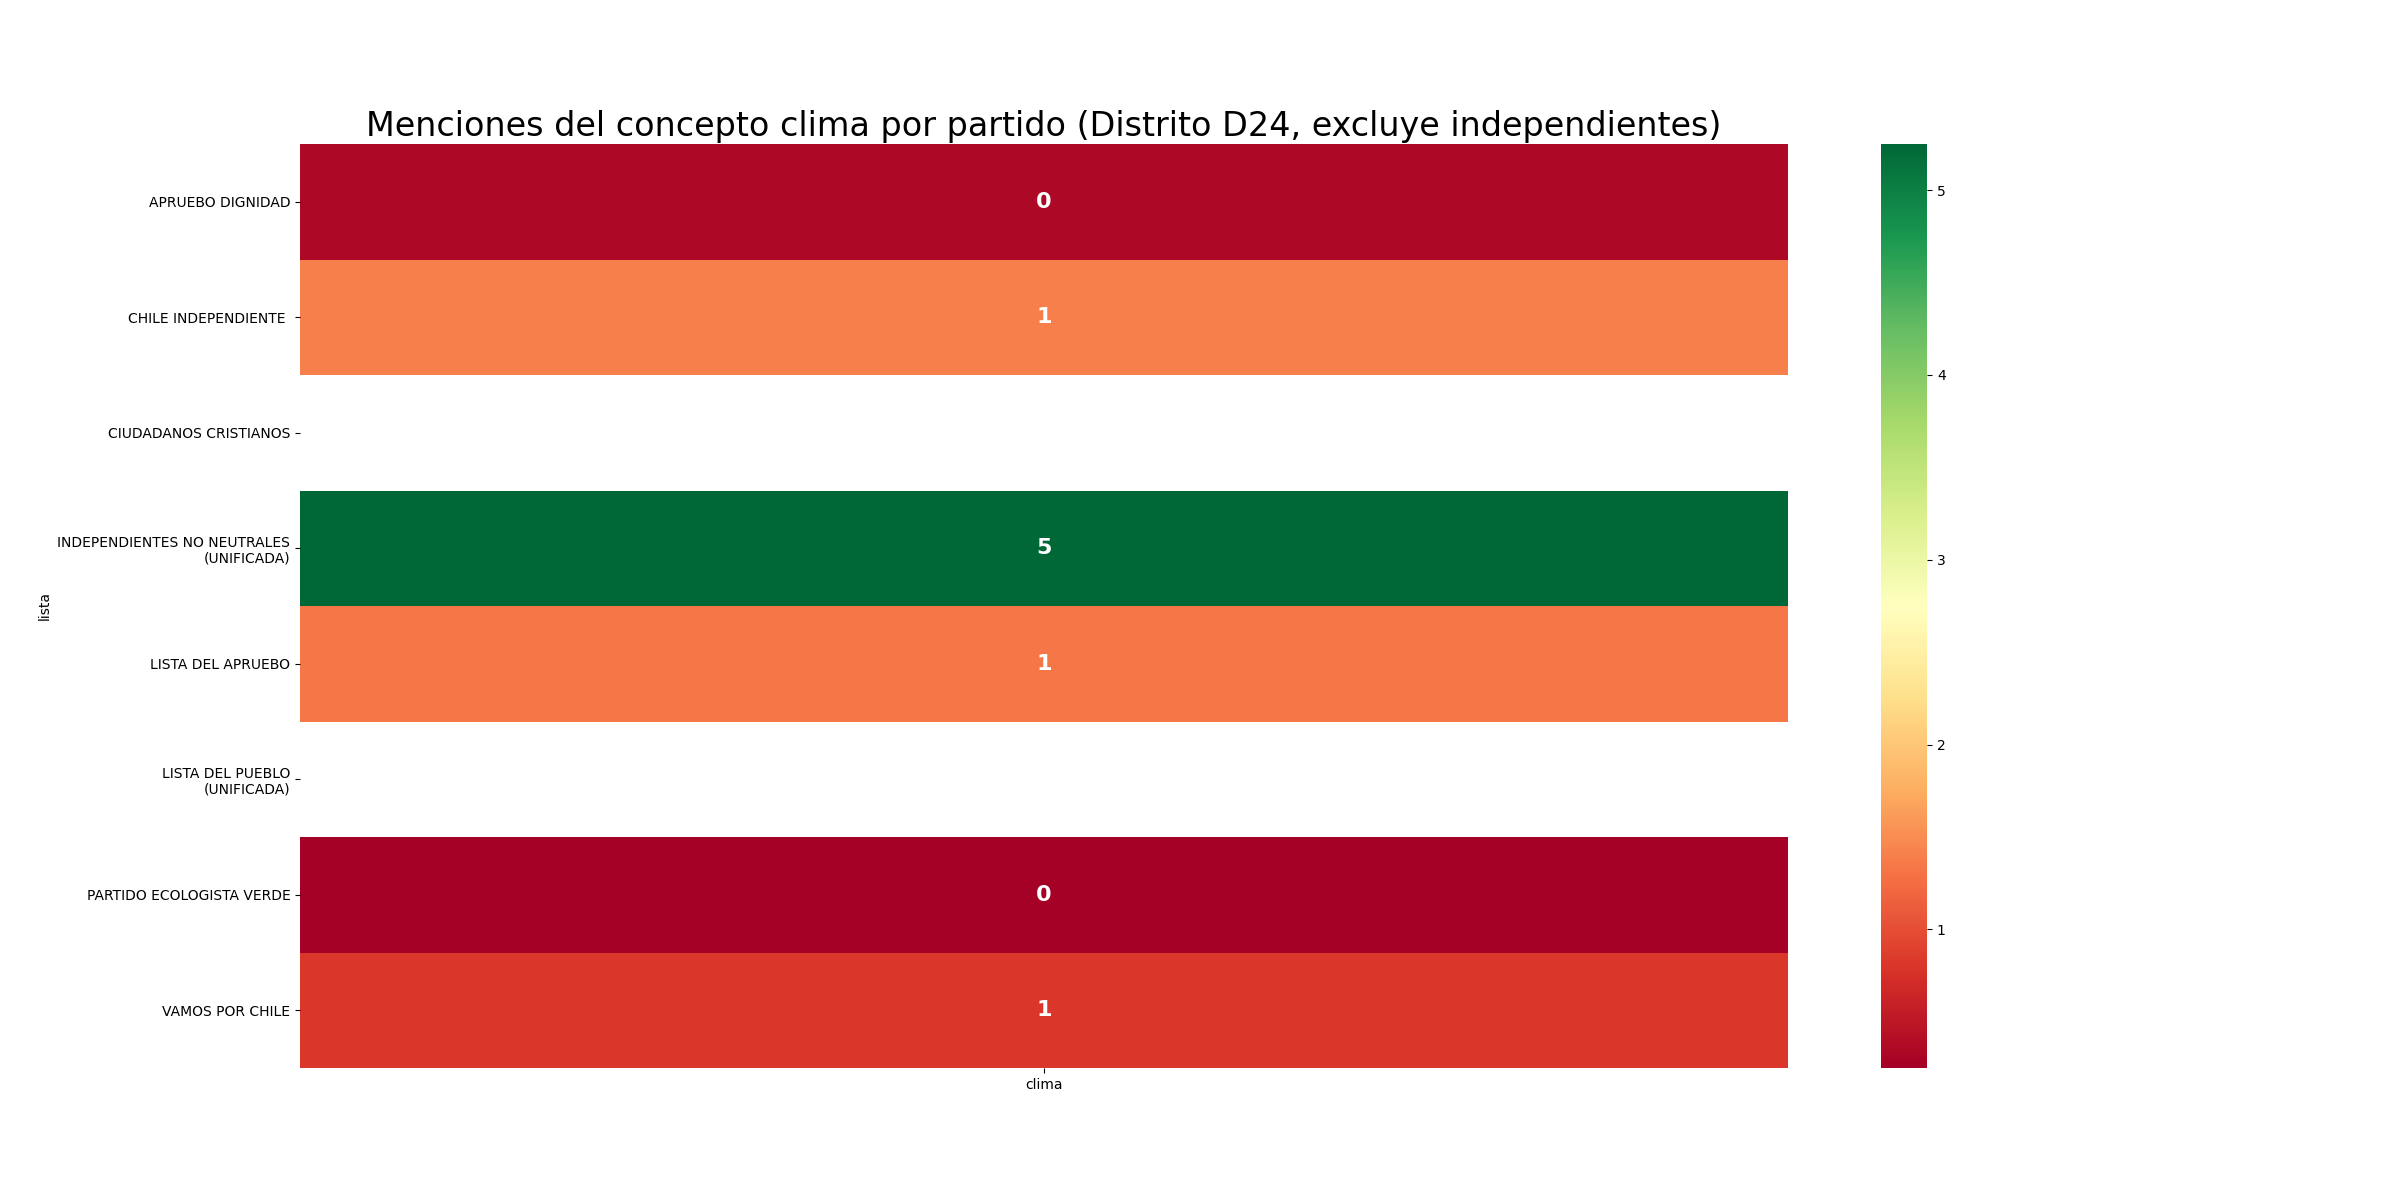 Menciones del concepto clima por partido (Distrito D24, excluye independientes)
APRUEBO DIGNIDAD
0
CHILE INDEPENDIENTE
1
CIUDADANOS CRISTIANOS
INDEPENDIENTES NO NEUTRALES
(UNIFICADA)
5
LISTA DEL APRUEBO
1
LISTA DEL PUEBLO
(UNIFICADA)
PARTIDO ECOLOGISTA VERDE
0
VAMOS POR CHILE
1
lista
clima
5
4
3
2
1